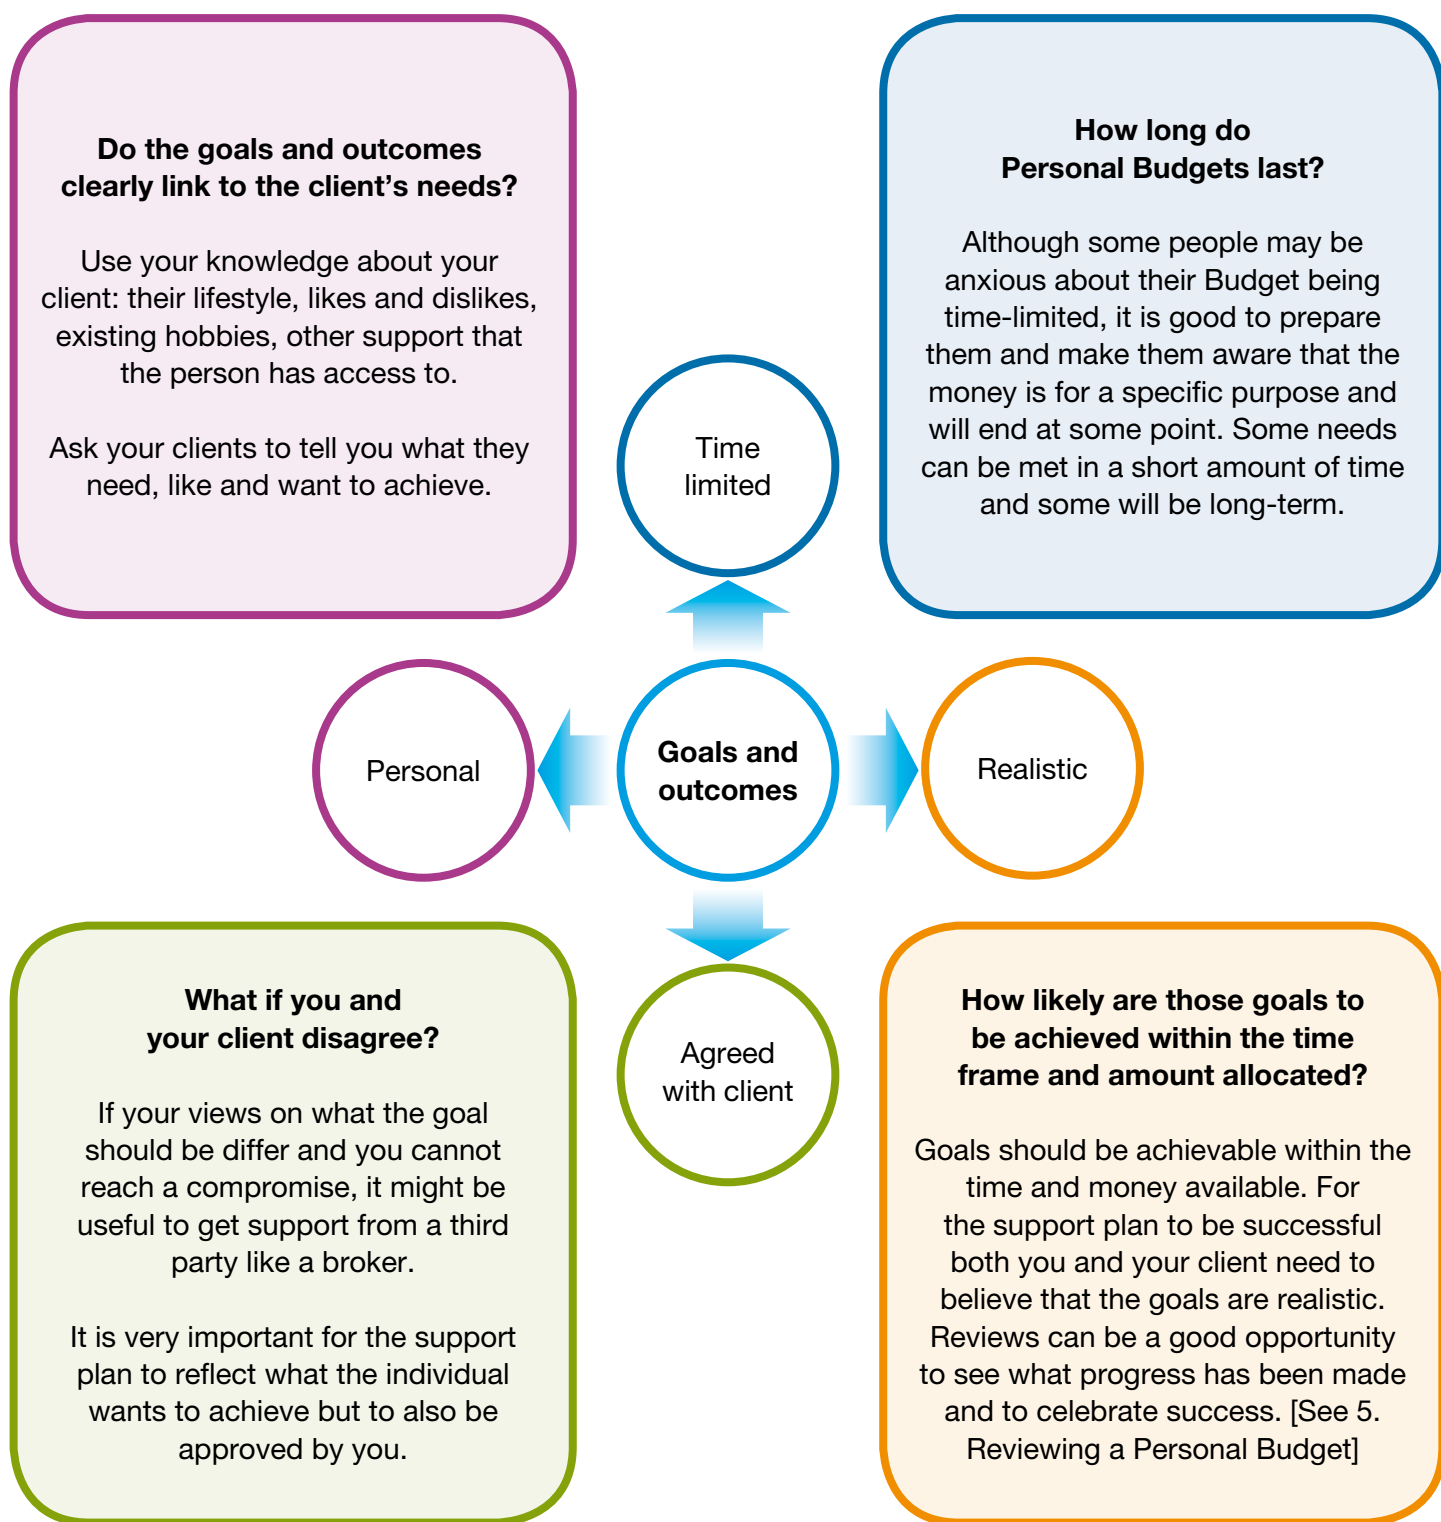 Do the goals and outcomes
clearly link to the client's needs?
Use your knowledge about your
client: their lifestyle, likes and dislikes,
existing hobbies, other support that
the person has access to.
Ask your clients to tell you what they
need, like and want to achieve.
How long do
Personal Budgets last?
Although some people may be
anxious about their Budget being
time-limited, it is good to prepare
them and make them aware that the
money is for a specific purpose and
will end at some point. Some needs
can be met in a short amount of time
and some will be long-term.
Time
limited
Personal
Goals and
outcomes
Realistic
Agreed
with client
What if you and
your client disagree?
If your views on what the goal
should be differ and you cannot
reach a compromise, it might be
useful to get support from a third
party like a broker.
It is very important for the support
plan to reflect what the individual
wants to achieve but to also be
approved by you.
How likely are those goals to
be achieved within the time
frame and amount allocated?
Goals should be achievable within the
time and money available. For
the support plan to be successful
both you and your client need to
believe that the goals are realistic.
Reviews can be a good opportunity
to see what progress has been made
and to celebrate success. [See 5.
Reviewing a Personal Budget]